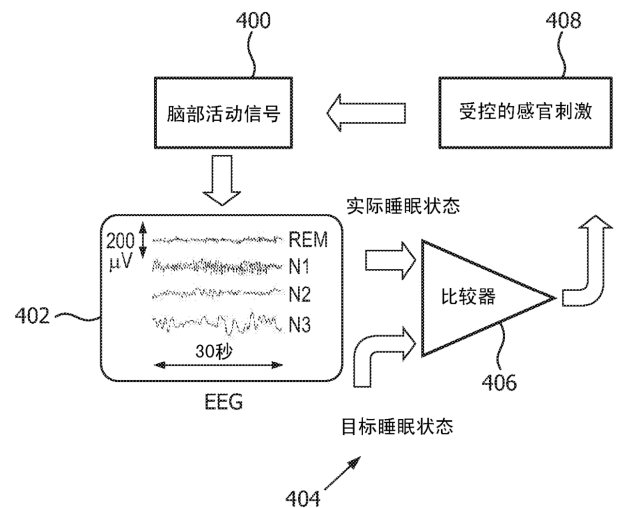 400
408
脑部活动信号
受控的感官刺激
实际睡眠状态
200
μV
REM
N1
N2
N3
30秒
402
EEG
比较器
406
目标睡眠状态
404